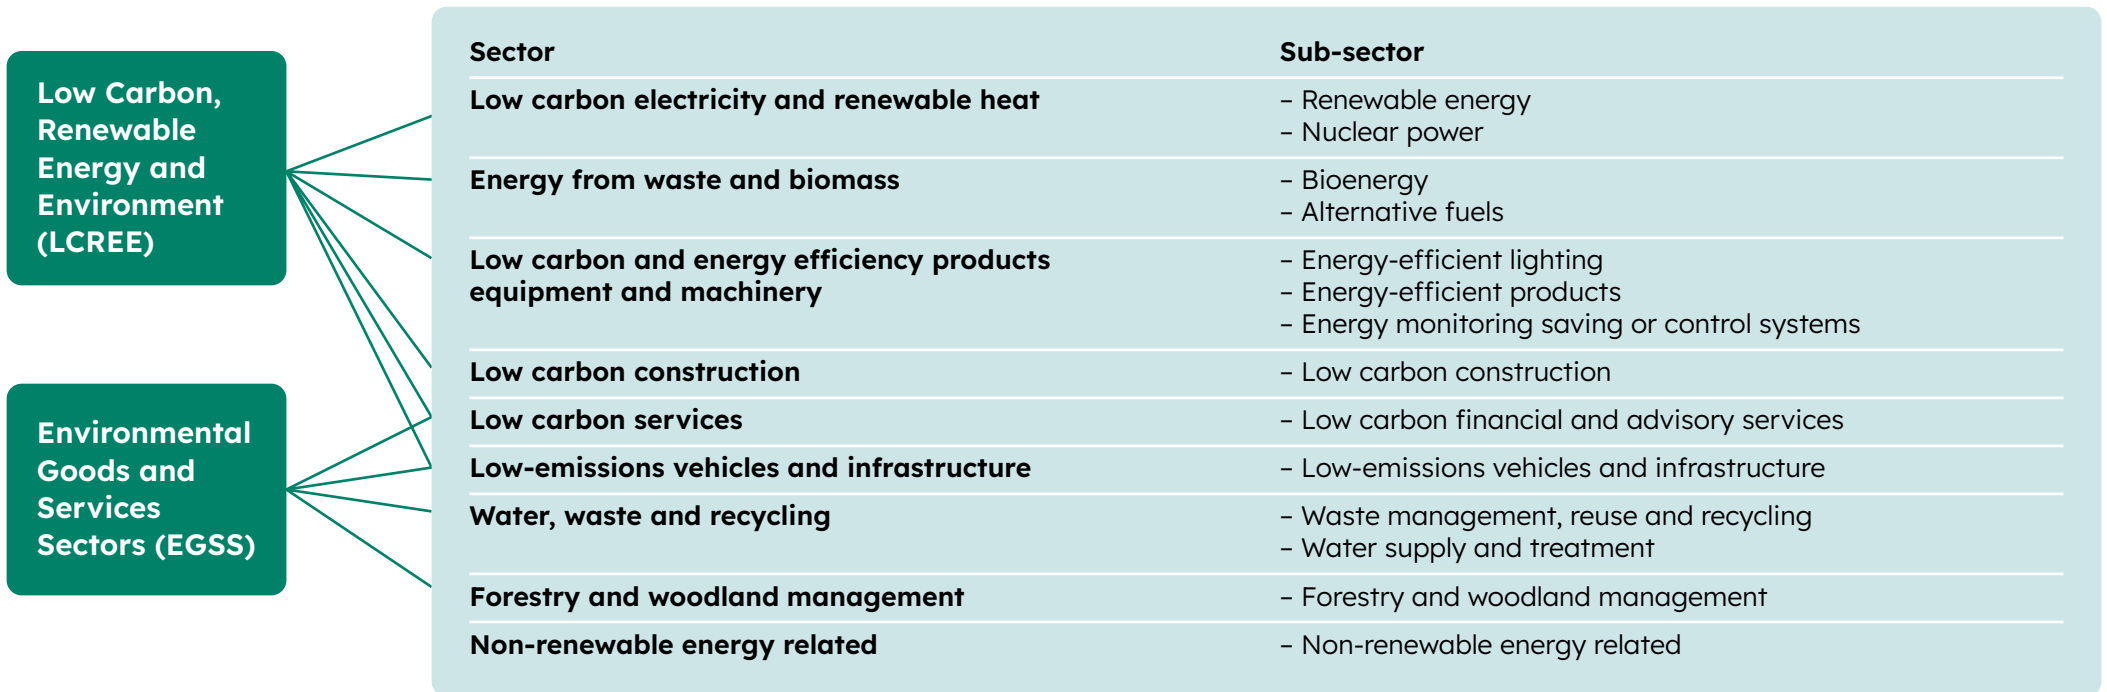 Low Carbon,
Renewable
Energy and
Environment
(LCREE)
Environmental
Goods and
Services
Sectors (EGSS)
Sector
Sub-sector
Low carbon electricity and renewable heat
– Renewable energy
– Nuclear power
Energy from waste and biomass
– Bioenergy
– Alternative fuels
Low carbon and energy efficiency products
equipment and machinery
– Energy-efficient lighting
– Energy-efficient products
– Energy monitoring saving or control systems
Low carbon construction
– Low carbon construction
Low carbon services
– Low carbon financial and advisory services
Low-emissions vehicles and infrastructure
– Low-emissions vehicles and infrastructure
Water, waste and recycling
– Waste management, reuse and recycling
– Water supply and treatment
Forestry and woodland management
– Forestry and woodland management
Non-renewable energy related
– Non-renewable energy related